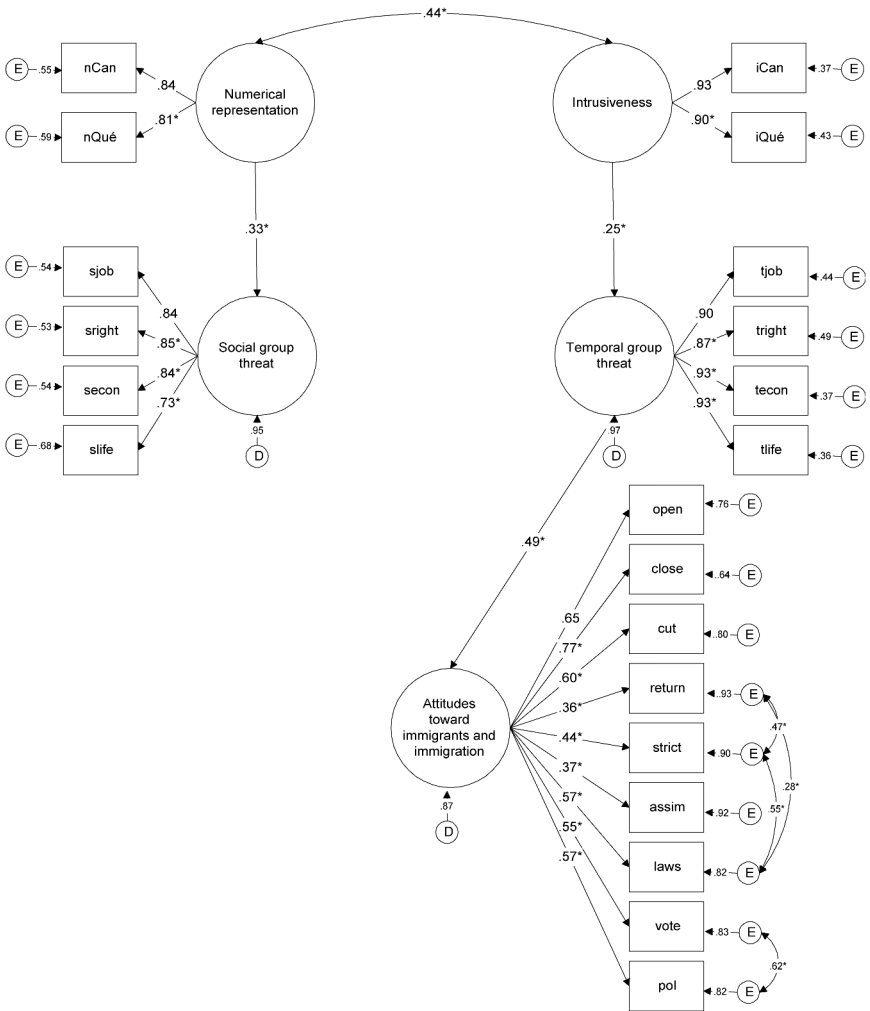 .44*
E .55 nCan .84
Numerical
representation
E .59 nQué .81*
Intrusiveness
.93 iCan .37 E
.90* iQué .43 E
.33*
.25*
E .54 sjob .84
E .53 sright .85*
E .54 secon .84*
E .68 slife .73*
Social group
threat
.95
D
Temporal group
threat
.97
D
.90 tjob .44 E
.87* tright .49 E
.93* tecon .37 E
.93* tlife .36 E
.49*
Attitudes
toward
immigrants and
immigration
.87
D
.65 open .76 E
.77* close ..64 E
.60* cut ..80 E
.36* return ..93 E
.44* strict .90 E
.37* assim .92 E
.57* laws .82 E
.55* vote .83 E
.57* pol .82 E
.47*
.28*
.55*
.62*